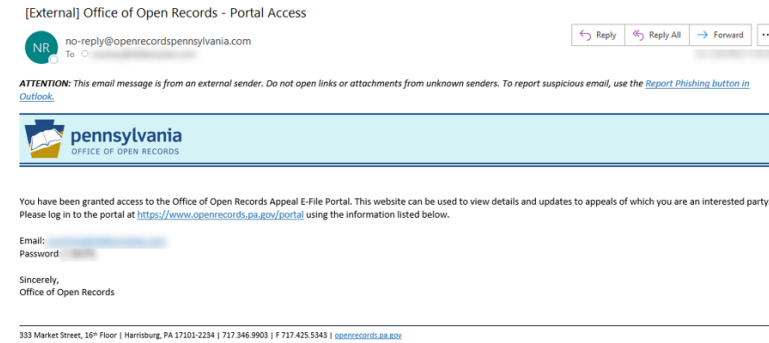 [External] Office of Open Records - Portal Access
NR
no-reply@openrecordspennsylvania.com
To
Reply
Reply All
Forward
ATTENTION: This email message is from an external sender. Do not open links or attachments from unknown senders. To report suspicious email, use the Report Phishing button in
Outlook.
pennsylvania
OFFICE OF OPEN RECORDS
You have been granted access to the Office of Open Records Appeal E-File Portal. This website can be used to view details and updates to appeals of which you are an interested party
Please log in to the portal at https://www.openrecords.pa.gov/portal using the information listed below.
Email:
Password:
Sincerely,
Office of Open Records
333 Market Street, 16th Floor | Harrisburg, PA 17101-2234 | 717.346.9903 | F 717.425.5343 | openrecords.pa.gov